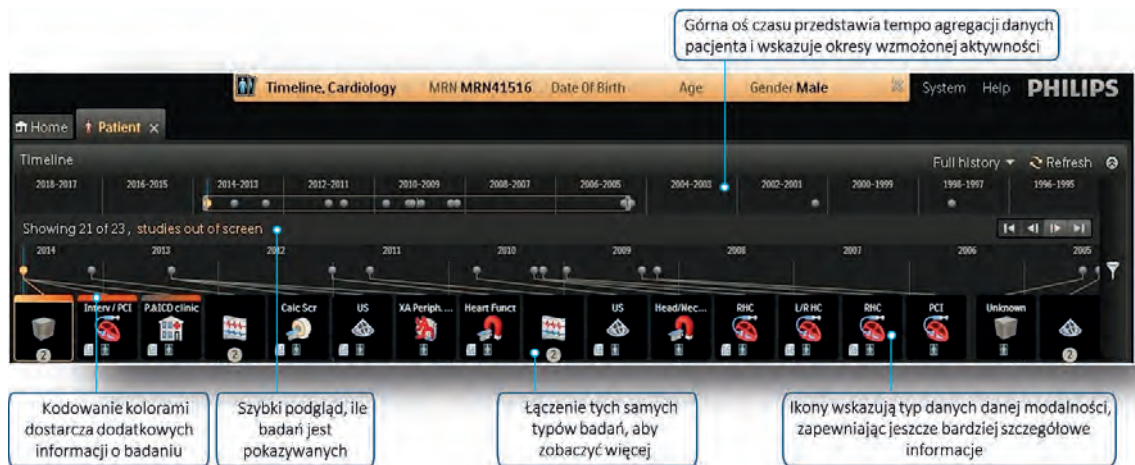 Górna oś czasu przedstawia tempo agregacji danych
pacjenta i wskazuje okresy wzmożonej aktywności
Timeline, Cardiology MRN MRN41516 Date Of Birth Age Gender Male
System Help PHILIPS
Home Patient
Timeline
Full history Refresh
2018-2017 2016-2015 2014-2013 2012-2011 2010-2009 2008-2007 2006-2005 2004-2003 2002-2001 2000-1999 1998-1997 1996-1995
Showing 21 of 23, studies out of screen
2014 2013 2012 2011 2010 2009 2008 2007 2006 2005
Interv / PCI P&ICD clinic Calc Scr US XA Periph. ... Heart Funct US Head/Nec... RHC L/R HC RHC PCI Unknown
2 2 2 2
Kodowanie kolorami
dostarcza dodatkowych
informacji o badaniu
Szybki podgląd, ile
badań jest
pokazywanych
Łączenie tych samych
typów badań, aby
zobaczyć więcej
Ikony wskazują typ danych danej modalności,
zapewniając jeszcze bardziej szczegółowe
informacje